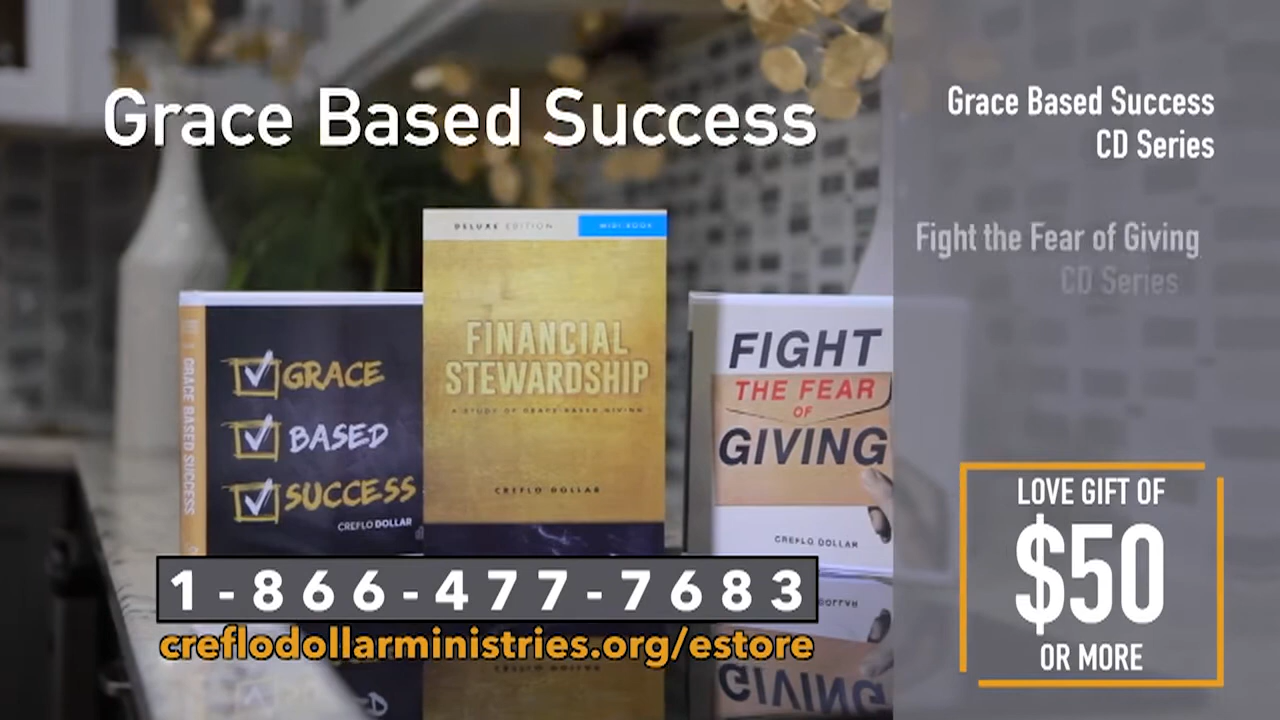 Grace Based Success
Grace Based Success
CD Series
Fight the Fear of Giving
CD Series
DELUXE EDITION
MINI-BOOK
FINANCIAL
STEWARDSHIP
A STUDY OF GRACE-BASED GIVING
CREFLO DOLLAR
GRACE BASED SUCCESS
GRACE
BASED
SUCCESS
CREFLO DOLLAR
FIGHT
THE FEAR
OF
GIVING
CREFLO DOLLAR
1-866-477-7683
creflodollarministries.org/estore
LOVE GIFT OF
$50
OR MORE